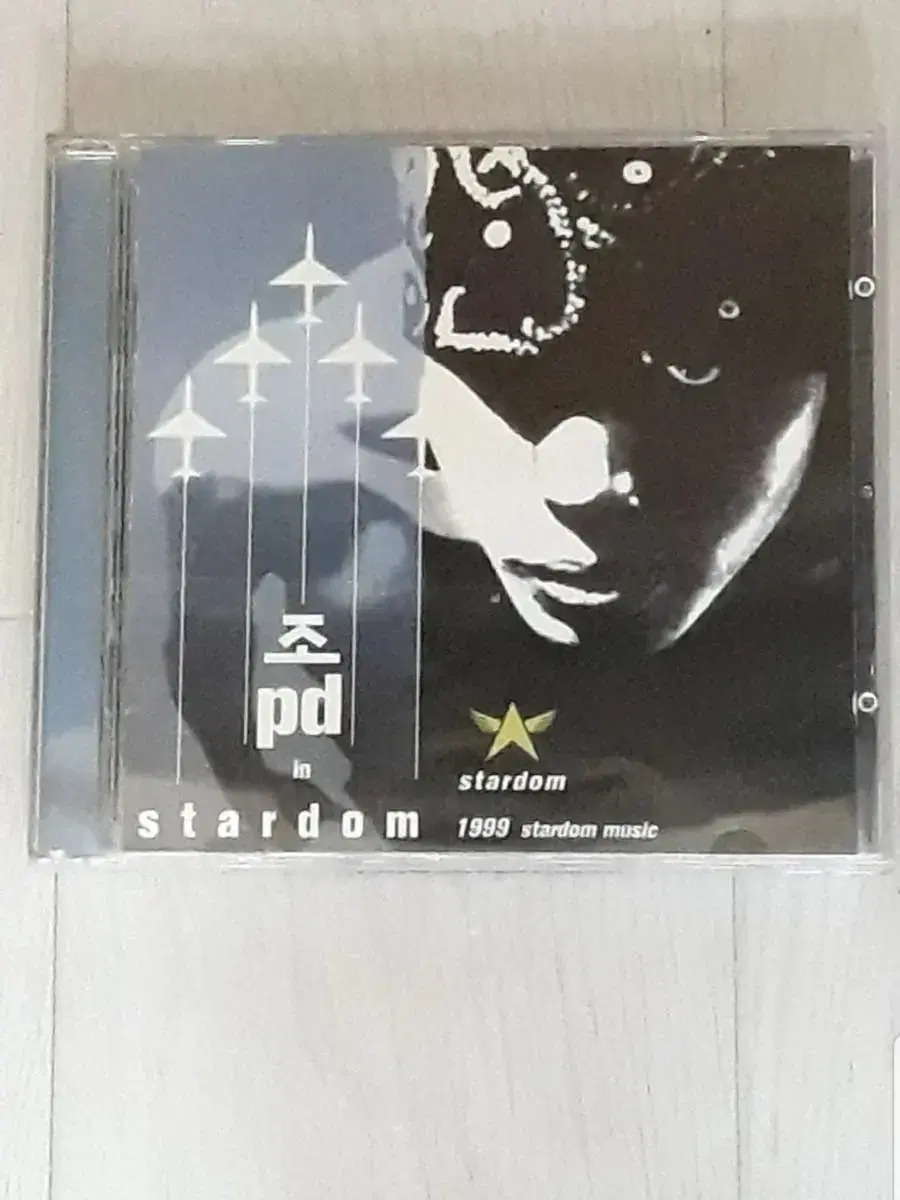 조
pd
in
stardom
stardom
1999 stardom music